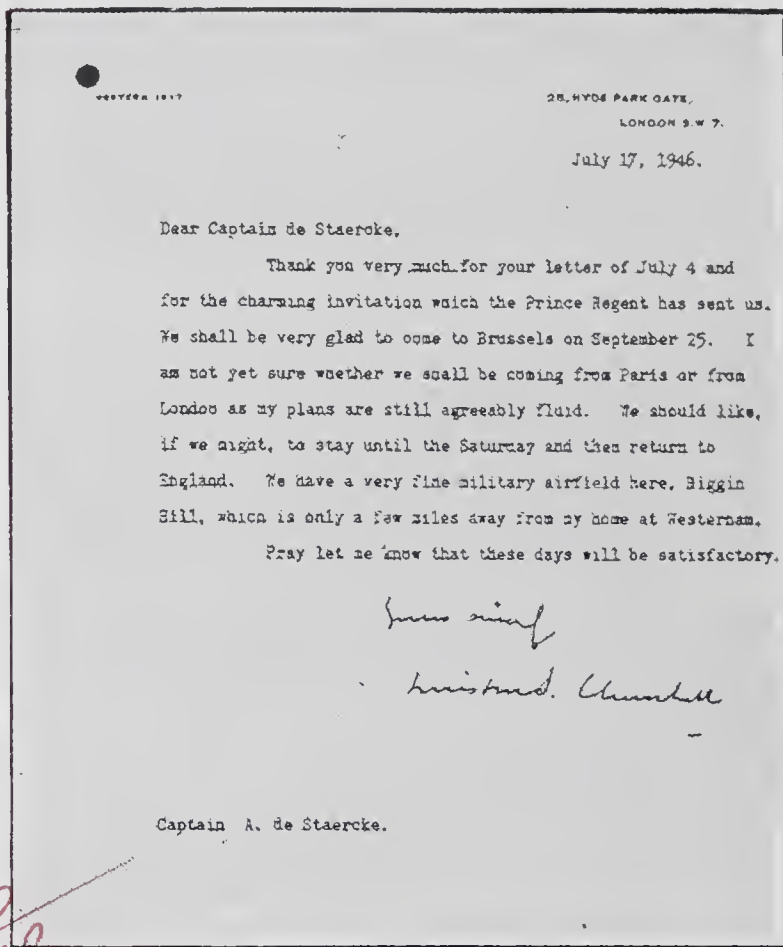 WESTERN 1617
28, HYDE PARK GATE,
LONDON S.W 7.
July 17, 1946.
Dear Captain de Staercke,
Thank you very much for your letter of July 4 and
for the charming invitation which the Prince Regent has sent us.
We shall be very glad to come to Brussels on September 25. I
am not yet sure whether we shall be coming from Paris or from
London as my plans are still agreeably fluid. We should like,
if we might, to stay until the Saturday and then return to
England. We have a very fine military airfield here, Biggin
Hill, which is only a few miles away from my home at Westerham.
Pray let me know that these days will be satisfactory.
Yours sincerely
Winston S. Churchill
Captain A. de Staercke.